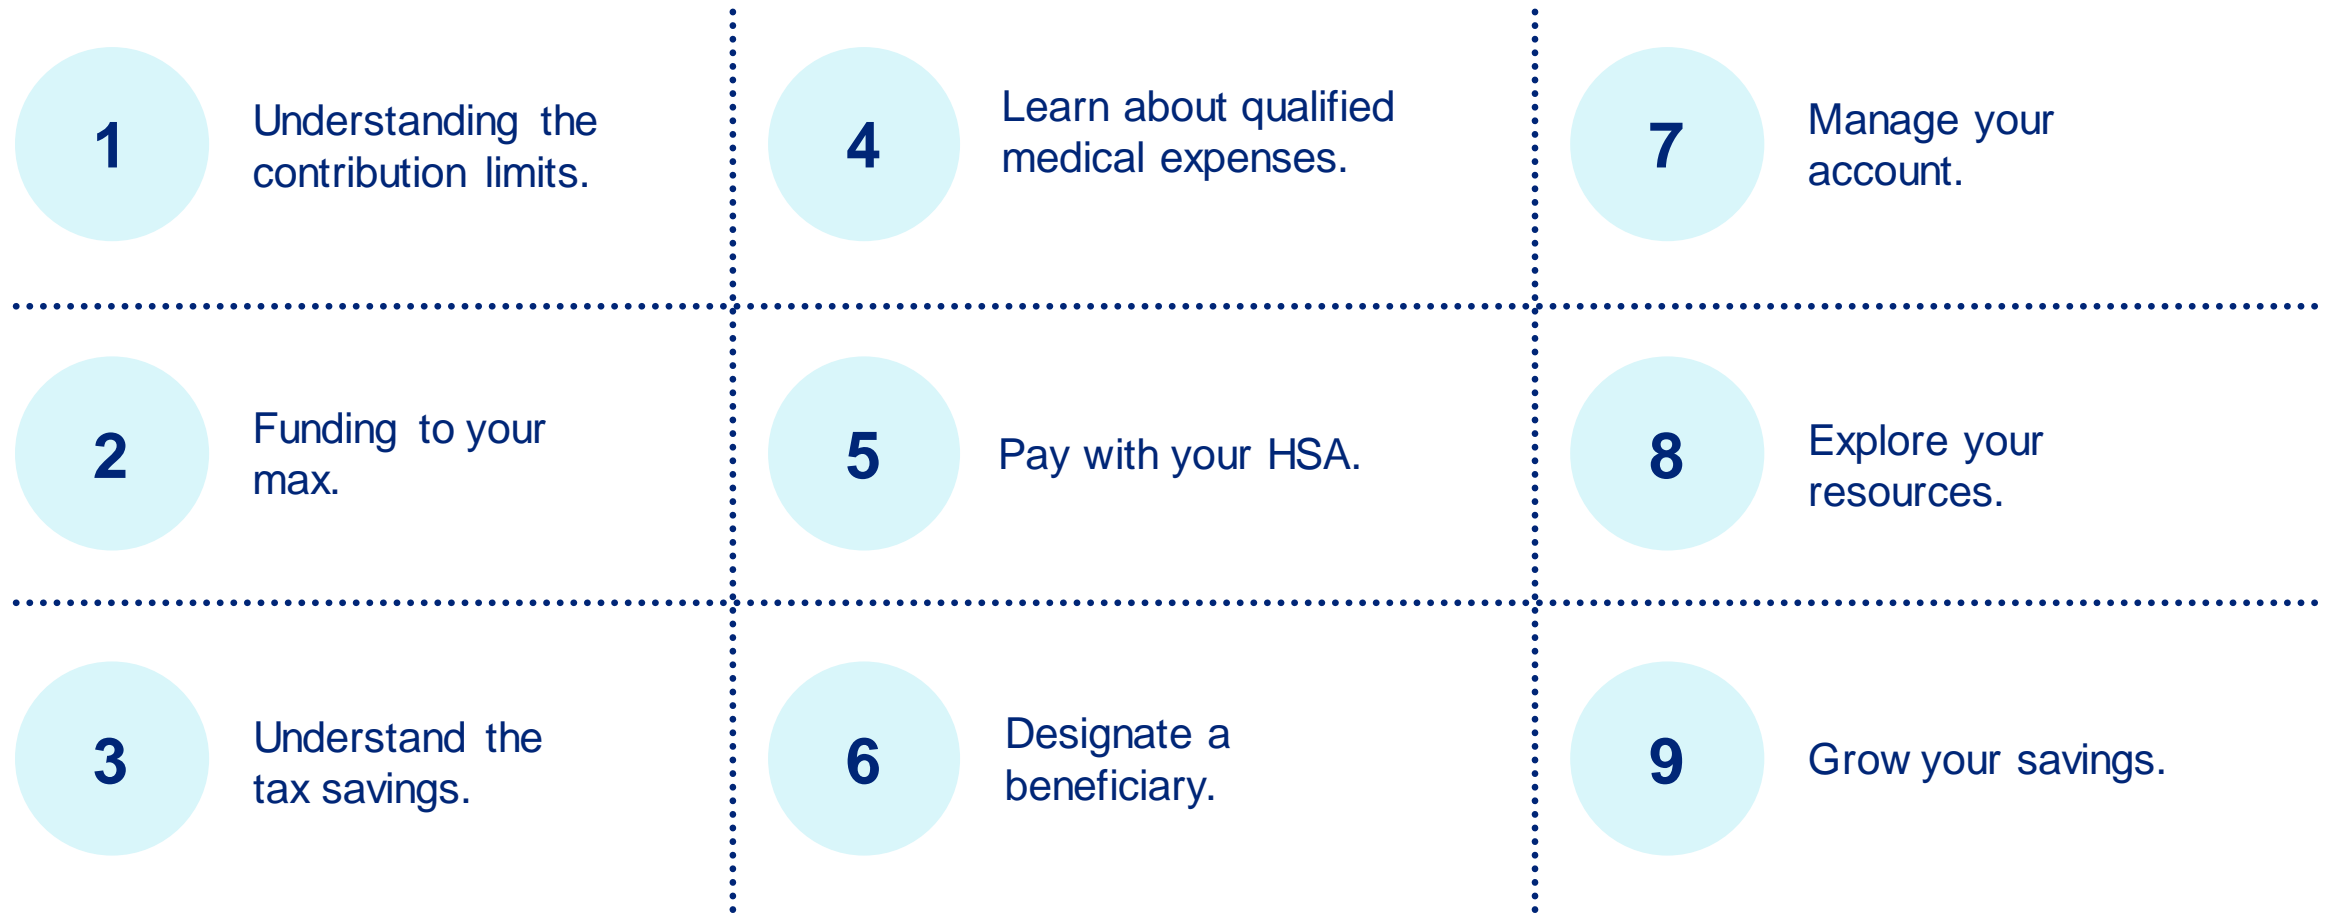 1
Understanding the
contribution limits.
2
Funding to your
max.
3
Understand the
tax savings.
4
Learn about qualified
medical expenses.
5
Pay with your HSA.
6
Designate a
beneficiary.
7
Manage your
account.
8
Explore your
resources.
9
Grow your savings.